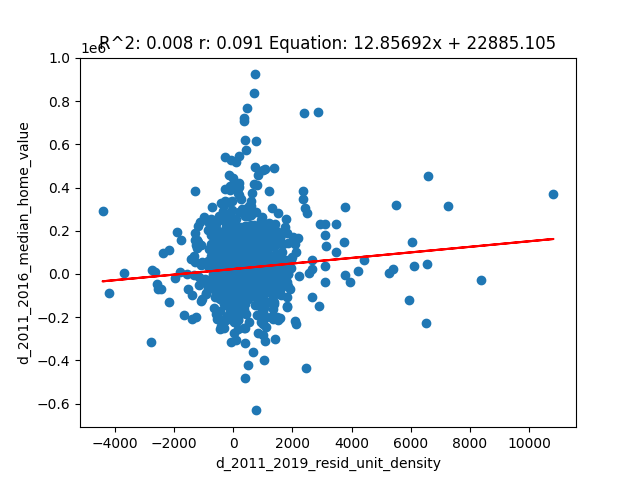 R^2: 0.008 r: 0.091 Equation: 12.85692x + 22885.105
1e6
1.0
0.8
0.6
0.4
0.2
0.0
−0.2
−0.4
−0.6
d_2011_2016_median_home_value
−4000 −2000 0 2000 4000 6000 8000 10000
d_2011_2019_resid_unit_density